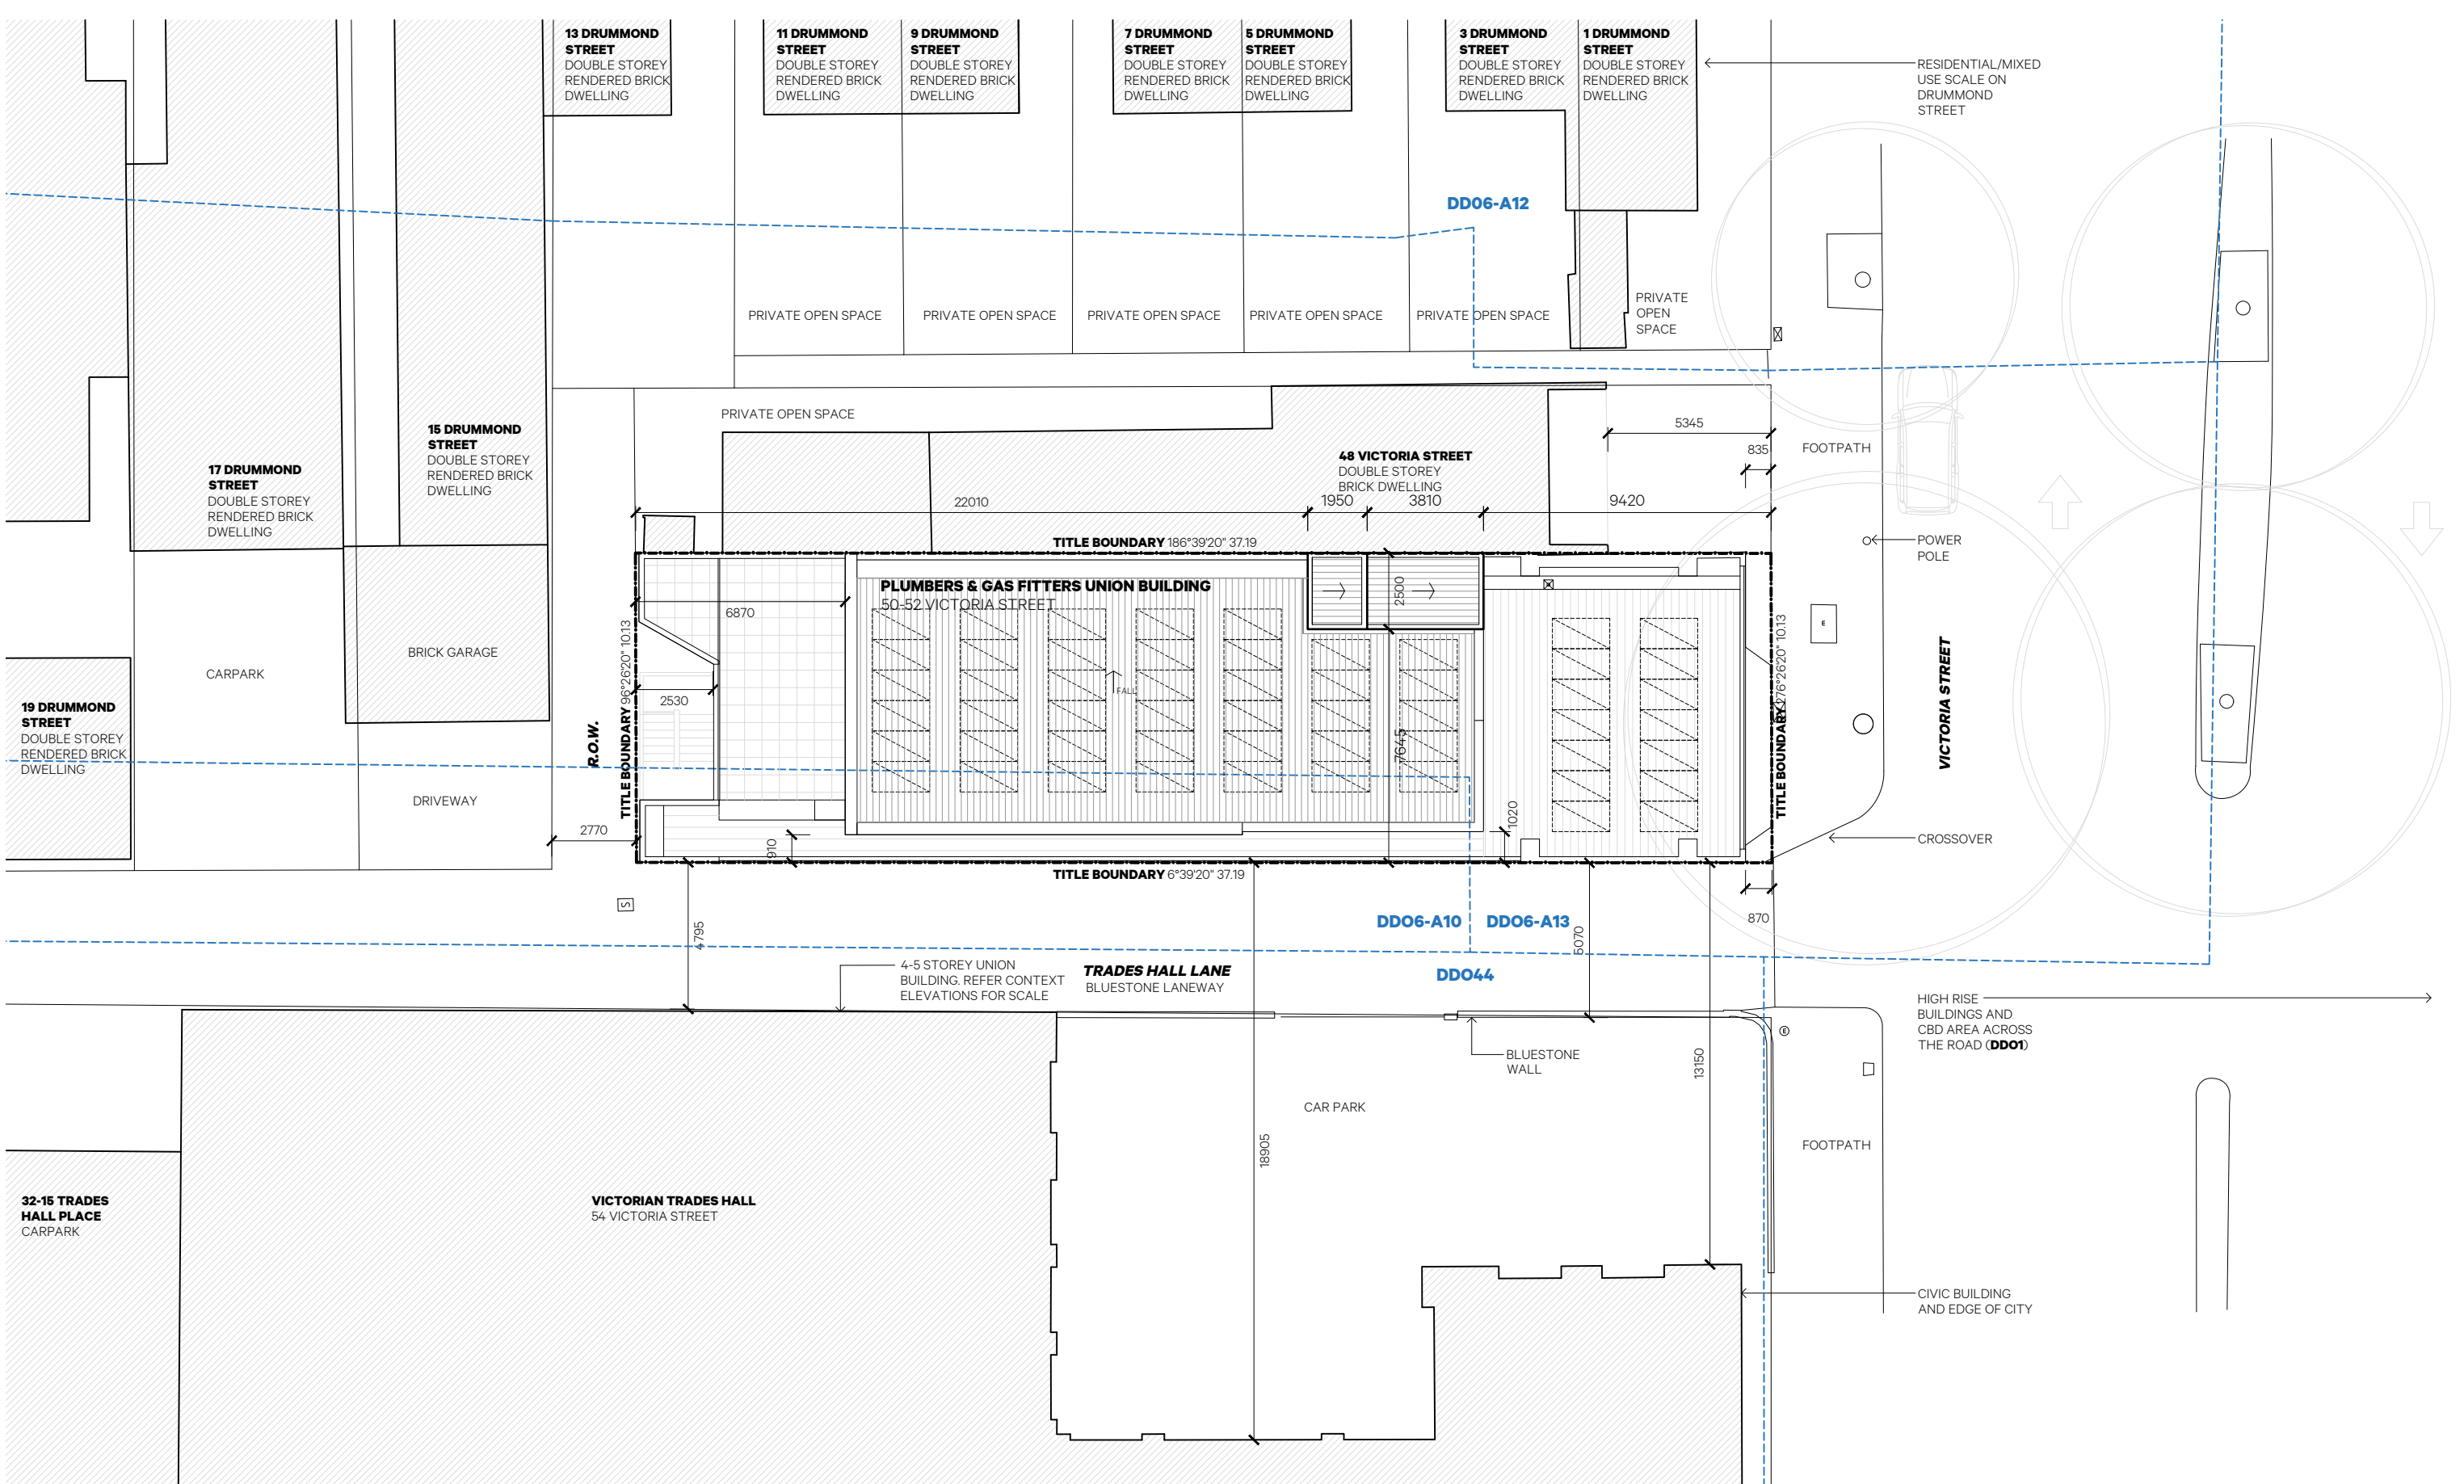 13 DRUMMOND
STREET
DOUBLE STOREY
RENDERED BRICK
DWELLING
11 DRUMMOND
STREET
DOUBLE STOREY
RENDERED BRICK
DWELLING
9 DRUMMOND
STREET
DOUBLE STOREY
RENDERED BRICK
DWELLING
7 DRUMMOND
STREET
DOUBLE STOREY
RENDERED BRICK
DWELLING
5 DRUMMOND
STREET
DOUBLE STOREY
RENDERED BRICK
DWELLING
3 DRUMMOND
STREET
DOUBLE STOREY
RENDERED BRICK
DWELLING
1 DRUMMOND
STREET
DOUBLE STOREY
RENDERED BRICK
DWELLING
RESIDENTIAL/MIXED
USE SCALE ON
DRUMMOND
STREET
DD06-A12
PRIVATE OPEN SPACE
PRIVATE OPEN SPACE
PRIVATE OPEN SPACE
PRIVATE OPEN SPACE
PRIVATE OPEN SPACE
PRIVATE
OPEN
SPACE
PRIVATE OPEN SPACE
5345
835
FOOTPATH
15 DRUMMOND
STREET
DOUBLE STOREY
RENDERED BRICK
DWELLING
17 DRUMMOND
STREET
DOUBLE STOREY
RENDERED BRICK
DWELLING
48 VICTORIA STREET
DOUBLE STOREY
BRICK DWELLING
22010
1950
3810
9420
TITLE BOUNDARY 186°39'20" 37.19
POWER
POLE
PLUMBERS & GAS FITTERS UNION BUILDING
50-52 VICTORIA STREET
6870
2500
E
BRICK GARAGE
CARPARK
2530
FALL
7645
TITLE BOUNDARY 96°26'20" 10.13
TITLE BOUNDARY 276°26'20" 10.13
VICTORIA STREET
R.O.W.
19 DRUMMOND
STREET
DOUBLE STOREY
RENDERED BRICK
DWELLING
DRIVEWAY
2770
910
1020
CROSSOVER
TITLE BOUNDARY 6°39'20" 37.19
S
4795
DDO6-A10
DDO6-A13
870
DDO44
4-5 STOREY UNION
BUILDING. REFER CONTEXT
ELEVATIONS FOR SCALE
TRADES HALL LANE
BLUESTONE LANEWAY
HIGH RISE
BUILDINGS AND
CBD AREA ACROSS
THE ROAD (DDO1)
E
BLUESTONE
WALL
13150
CAR PARK
18905
FOOTPATH
32-15 TRADES
HALL PLACE
CARPARK
VICTORIAN TRADES HALL
54 VICTORIA STREET
CIVIC BUILDING
AND EDGE OF CITY